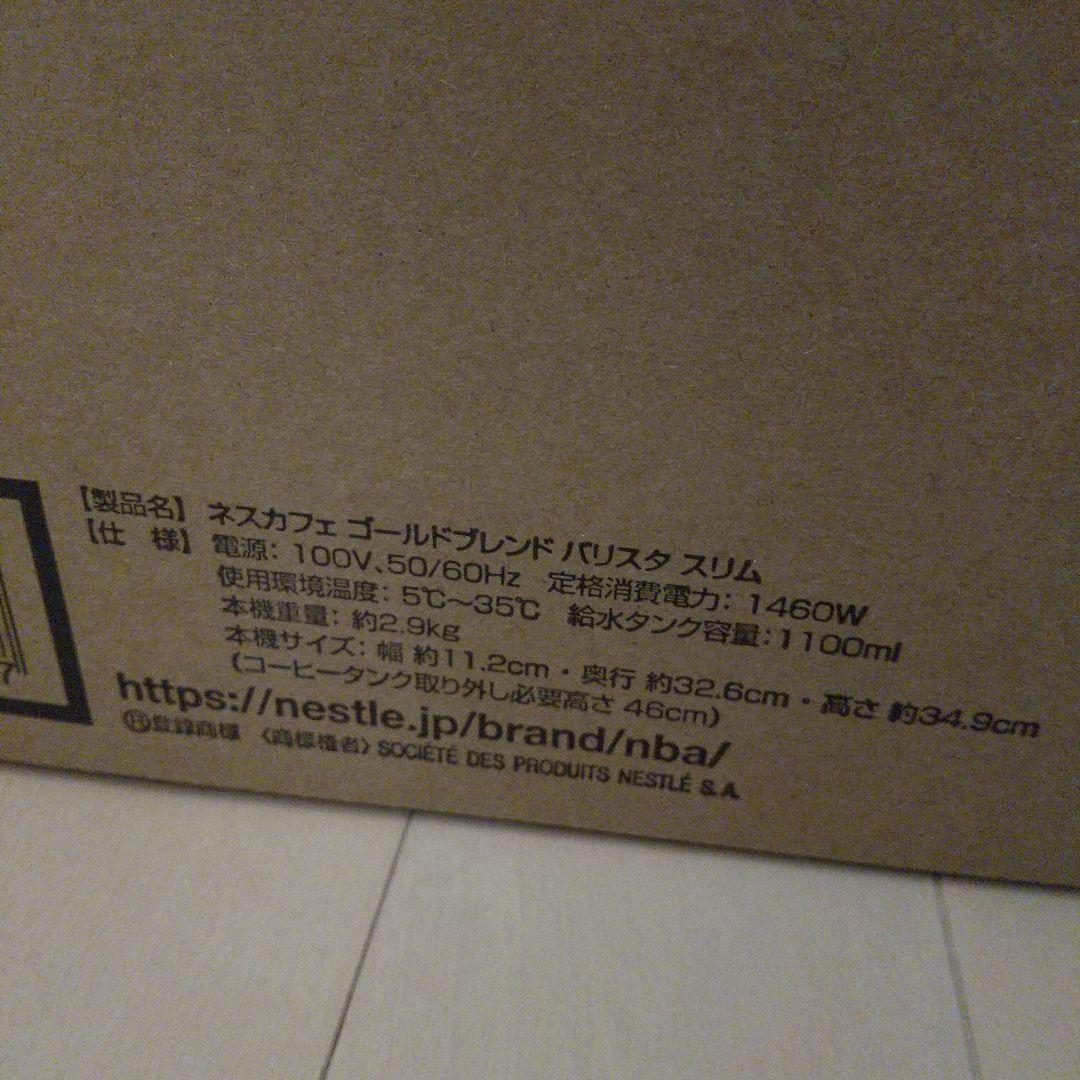 【製品名】 ネスカフェ ゴールドブレンド バリスタ スリム
【仕 様】 電源: 100V、50/60Hz 定格消費電力: 1460W
使用環境温度: 5℃～35℃ 給水タンク容量:1100ml
本機重量: 約2.9kg
本機サイズ: 幅 約11.2cm・奥行 約32.6cm・高さ 約34.9cm
(コーヒータンク取り外し必要高さ 46cm)
https://nestle.jp/brand/nba/
Ⓡ登録商標 〈商標権者〉 SOCIÉTÉ DES PRODUITS NESTLÉ S.A.
7